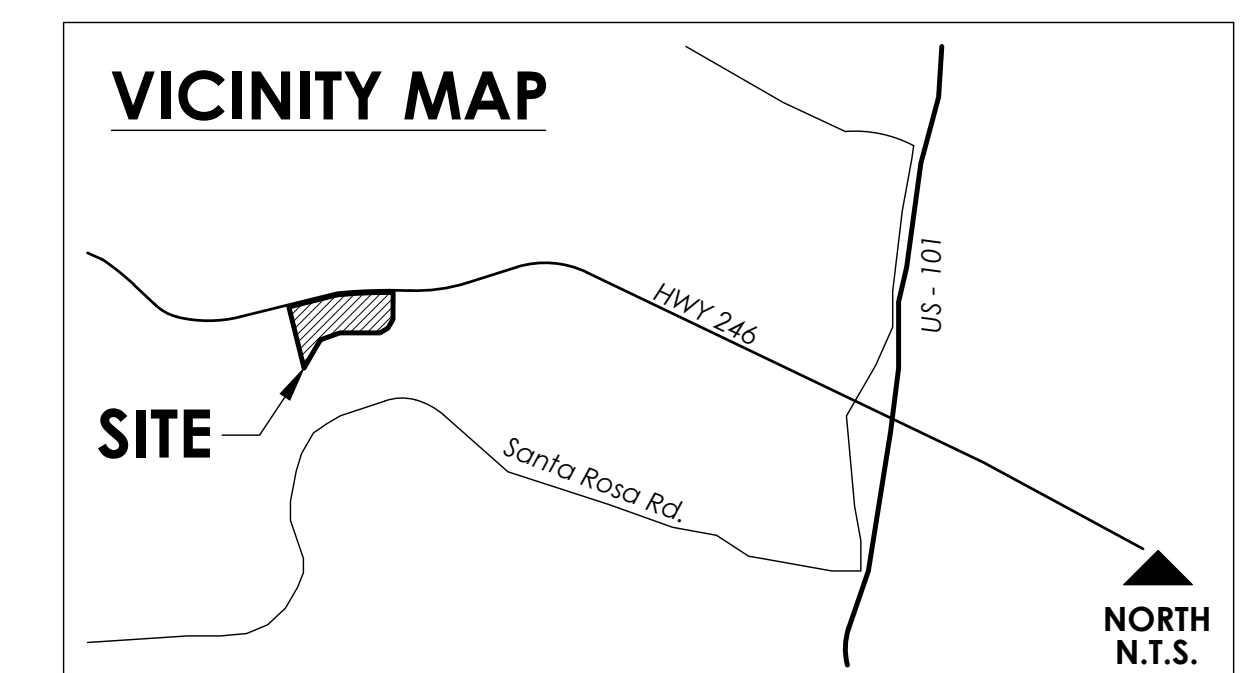 VICINITY MAP
US - 101
HWY 246
SITE
Santa Rosa Rd.
NORTH
N.T.S.